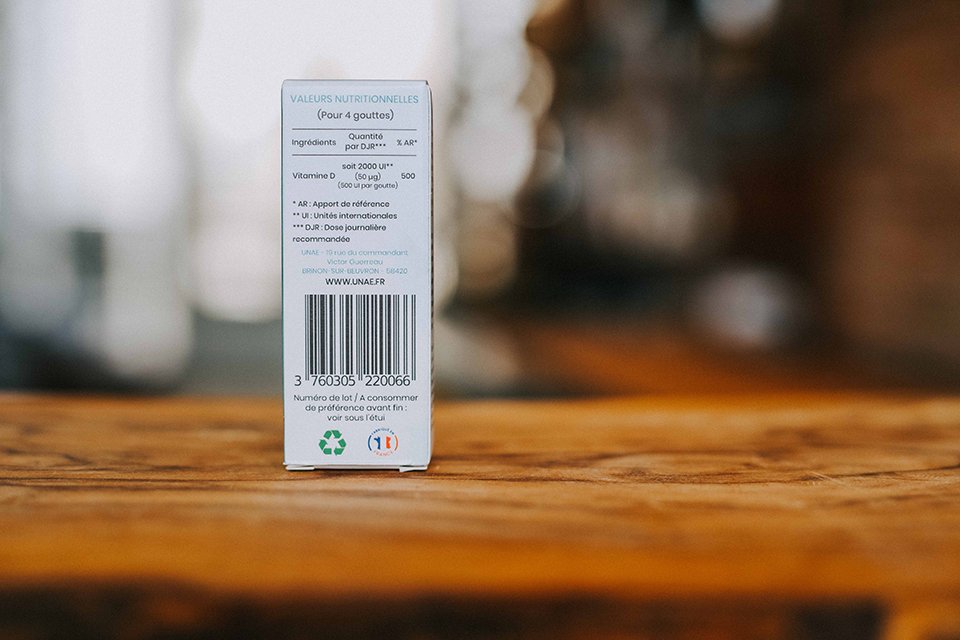 VALEURS NUTRITIONNELLES
(Pour 4 gouttes)
Ingrédients Quantité par DJR*** % AR*
Vitamine D soit 2000 UI** (50 µg) (500 UI par goutte) 500
* AR : Apport de référence
** UI : Unités internationales
*** DJR : Dose journalière
recommandée
UNAE - 19 rue du commandant
Victor Guerreau
BRINON-SUR-BEUVRON - 58420
WWW.UNAE.FR
3 760305 220066
Numéro de lot / A consommer
de préférence avant fin :
voir sous l'étui
FABRIQUÉ EN
FRANCE